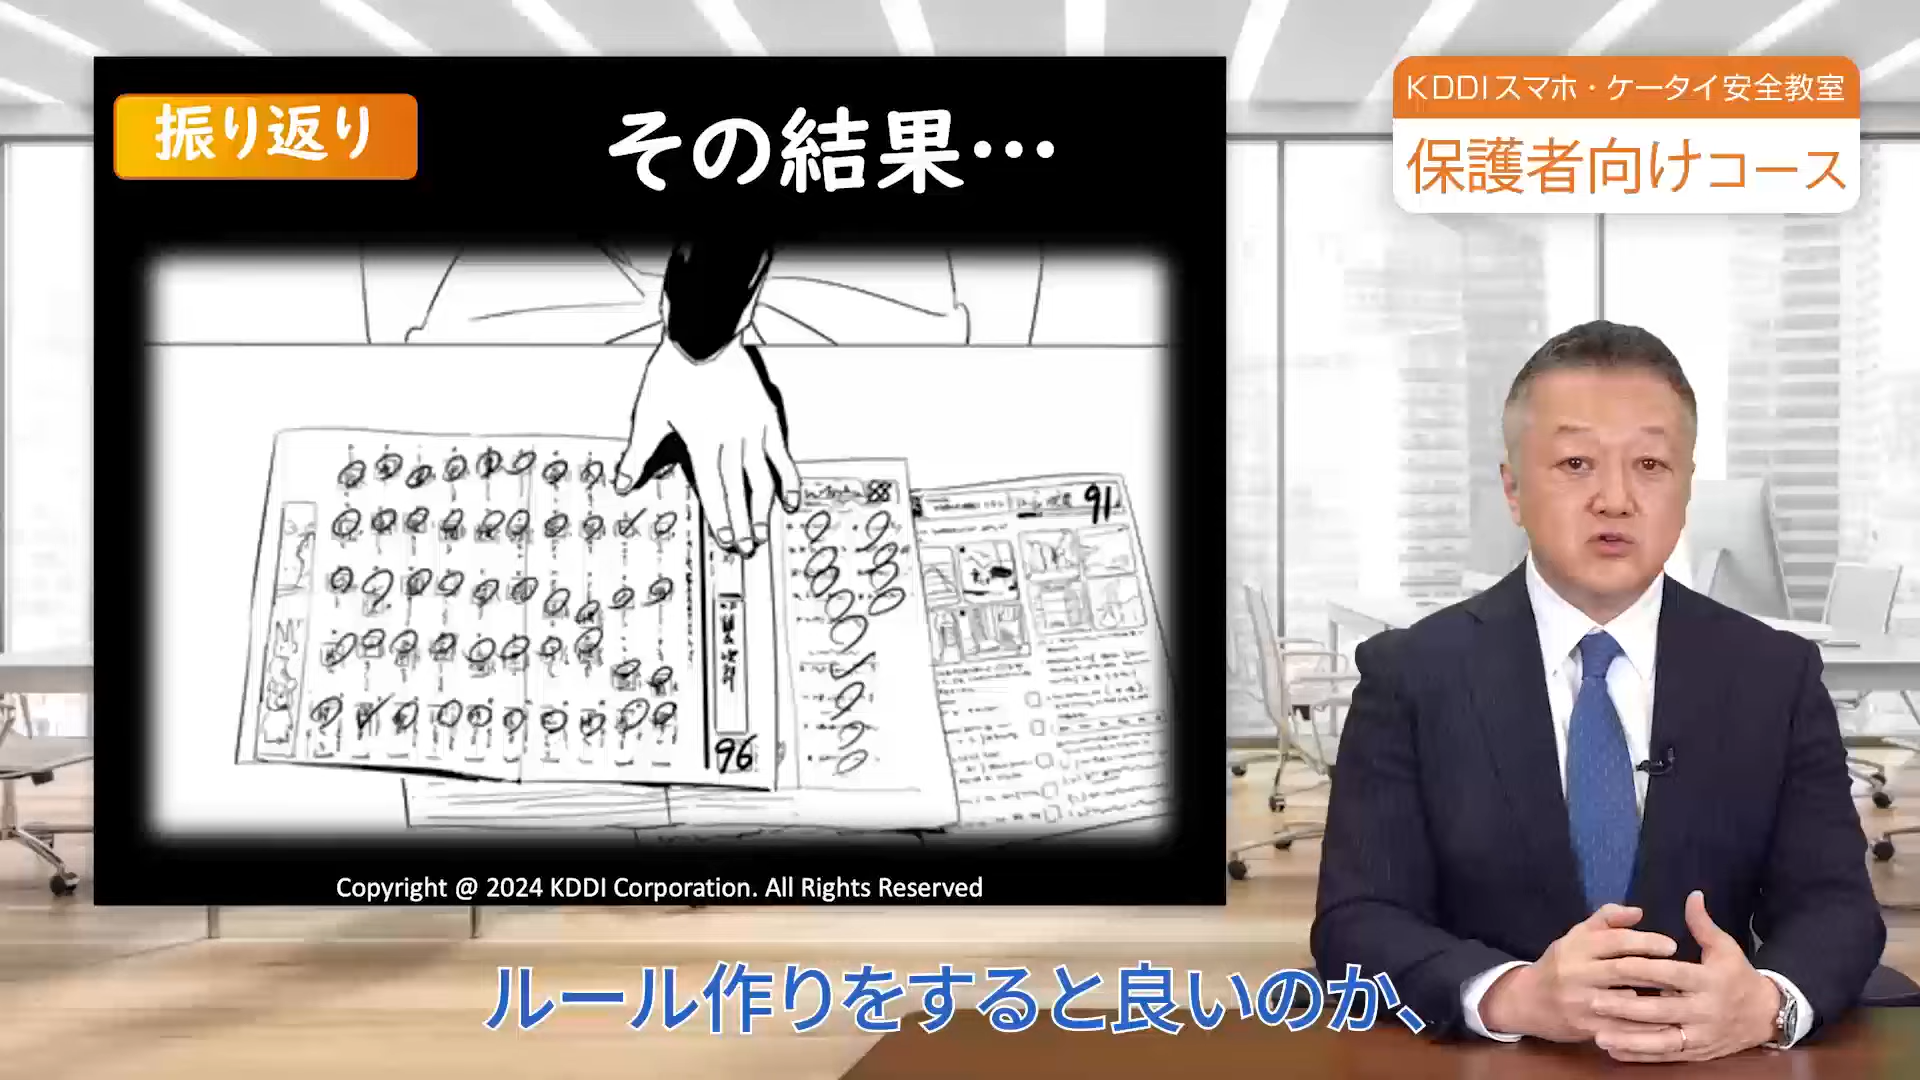 振り返り
その結果…
KDDIスマホ・ケータイ安全教室
保護者向けコース
88
91
96
Copyright @ 2024 KDDI Corporation. All Rights Reserved
ルール作りをすると良いのか、